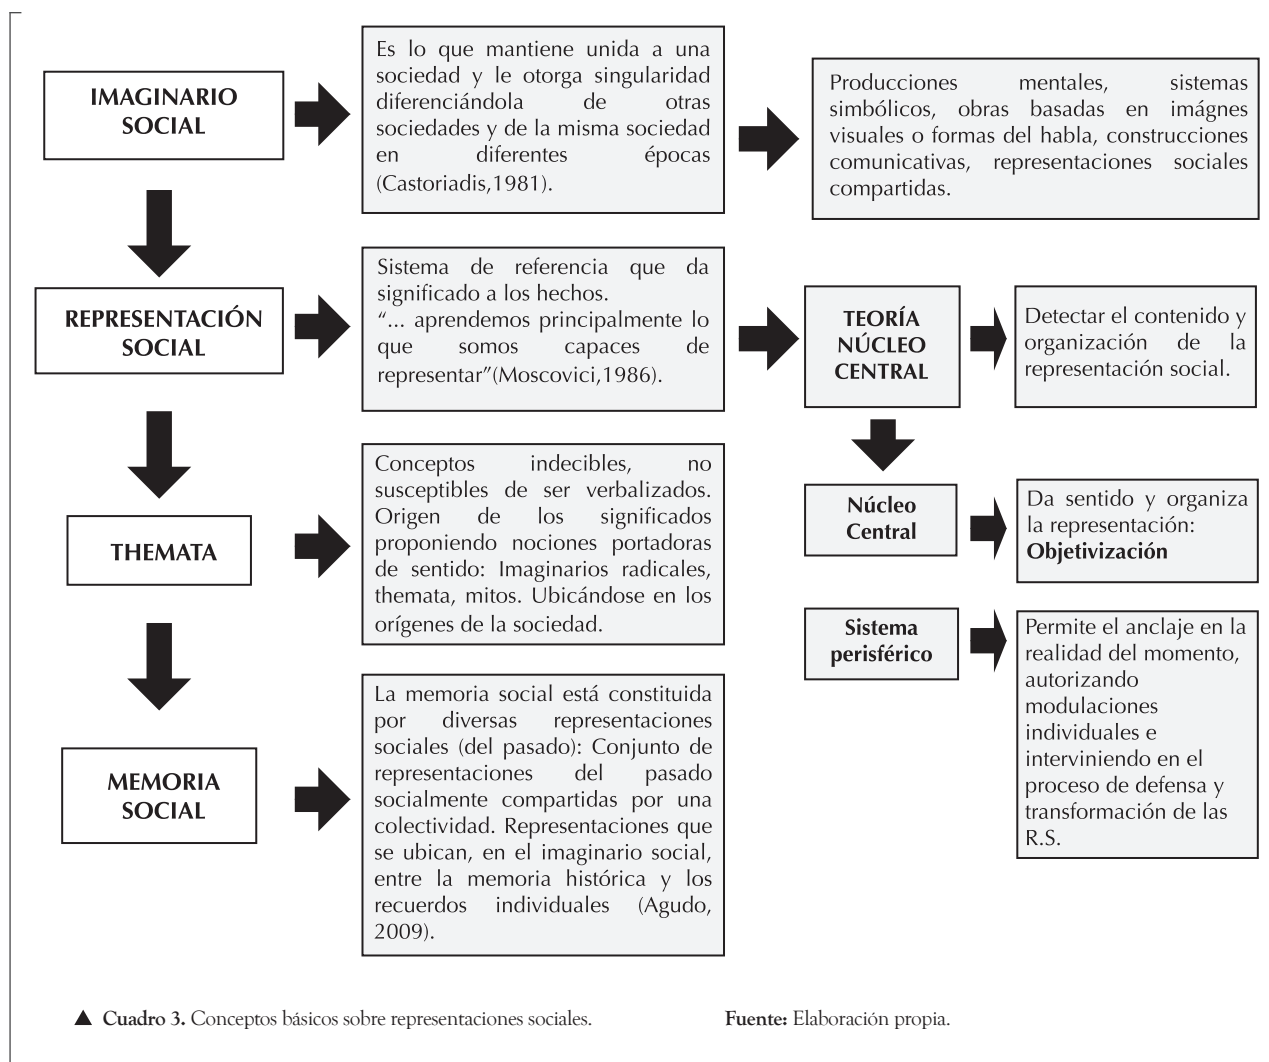 IMAGINARIO
SOCIAL
Es lo que mantiene unida a una
sociedad y le otorga singularidad
diferenciándola de otras
sociedades y de la misma sociedad
en diferentes épocas
(Castoriadis,1981).
Producciones mentales, sistemas
simbólicos, obras basadas en imágnes
visuales o formas del habla, construcciones
comunicativas, representaciones sociales
compartidas.
REPRESENTACIÓN
SOCIAL
Sistema de referencia que da
significado a los hechos.
“... aprendemos principalmente lo
que somos capaces de
representar”(Moscovici,1986).
TEORÍA
NÚCLEO
CENTRAL
Detectar el contenido y
organización de la
representación social.
THEMATA
Conceptos indecibles, no
susceptibles de ser verbalizados.
Origen de los significados
proponiendo nociones portadoras
de sentido: Imaginarios radicales,
themata, mitos. Ubicándose en los
orígenes de la sociedad.
Núcleo
Central
Da sentido y organiza
la representación:
Objetivización
Sistema
perisférico
Permite el anclaje en la
realidad del momento,
autorizando
modulaciones
individuales e
interviniendo en el
proceso de defensa y
transformación de las
R.S.
MEMORIA
SOCIAL
La memoria social está constituida
por diversas representaciones
sociales (del pasado): Conjunto de
representaciones del pasado
socialmente compartidas por una
colectividad. Representaciones que
se ubican, en el imaginario social,
entre la memoria histórica y los
recuerdos individuales (Agudo,
2009).
▲ Cuadro 3. Conceptos básicos sobre representaciones sociales.
Fuente: Elaboración propia.